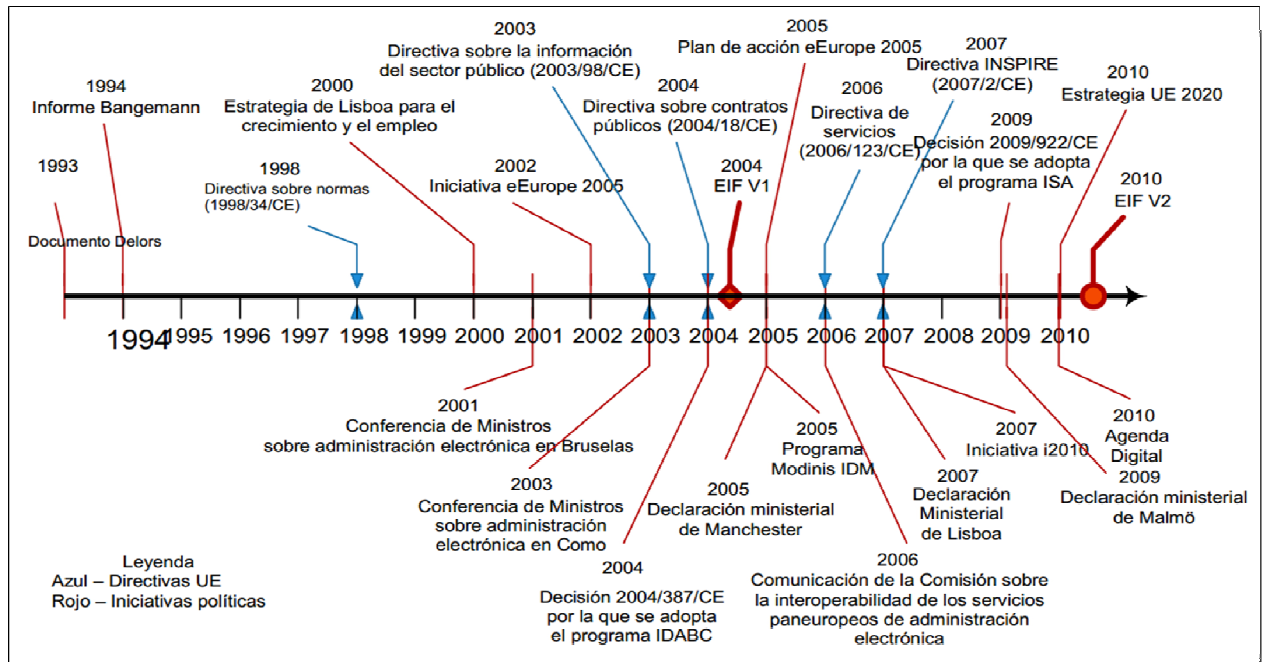 1993
Documento Delors
1994
Informe Bangemann
1998
Directiva sobre normas
(1998/34/CE)
2000
Estrategia de Lisboa para el
crecimiento y el empleo
2002
Iniciativa eEurope 2005
2003
Directiva sobre la información
del sector público (2003/98/CE)
2004
Directiva sobre contratos
públicos (2004/18/CE)
2004
EIF V1
2005
Plan de acción eEurope 2005
2006
Directiva de
servicios
(2006/123/CE)
2007
Directiva INSPIRE
(2007/2/CE)
2009
Decisión 2009/922/CE
por la que se adopta
el programa ISA
2010
Estrategia UE 2020
2010
EIF V2
1994 1995 1996 1997 1998 1999 2000 2001 2002 2003 2004 2005 2006 2007 2008 2009 2010
2001
Conferencia de Ministros
sobre administración electrónica en Bruselas
2003
Conferencia de Ministros
sobre administración
electrónica en Como
2004
Decisión 2004/387/CE
por la que se adopta
el programa IDABC
2005
Declaración ministerial
de Manchester
2005
Programa
Modinis IDM
2006
Comunicación de la Comisión sobre
la interoperabilidad de los servicios
paneuropeos de administración
electrónica
2007
Declaración
Ministerial
de Lisboa
2007
Iniciativa i2010
2009
Declaración ministerial
de Malmö
2010
Agenda
Digital
Leyenda
Azul – Directivas UE
Rojo – Iniciativas políticas